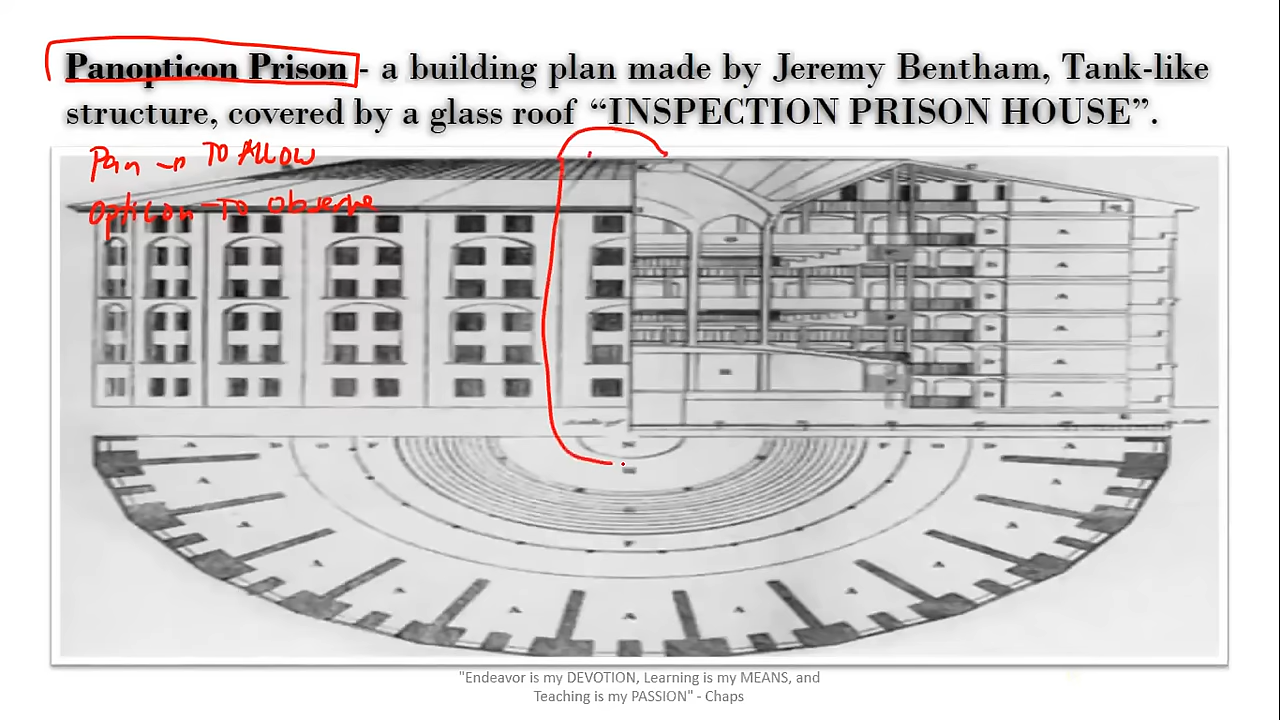 Panopticon Prison - a building plan made by Jeremy Bentham, Tank-like
structure, covered by a glass roof “INSPECTION PRISON HOUSE”.
Pan → TO ALLOW
Opticon → TO Observe
"Endeavor is my DEVOTION, Learning is my MEANS, and
Teaching is my PASSION" - Chaps